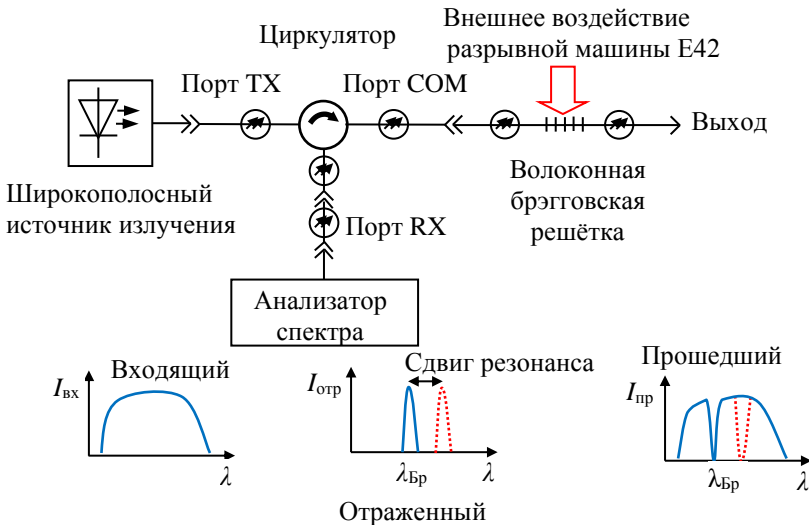 Внешнее воздействие
разрывной машины E42
Циркулятор
Порт TX
Порт COM
Выход
Широкополосный
источник излучения
Волоконная
брэгговская
решётка
Порт RX
Анализатор
спектра
Входящий
Iвх
λ
Сдвиг резонанса
Iотр
λБр
λ
Отраженный
Прошедший
Iпр
λБр
λ